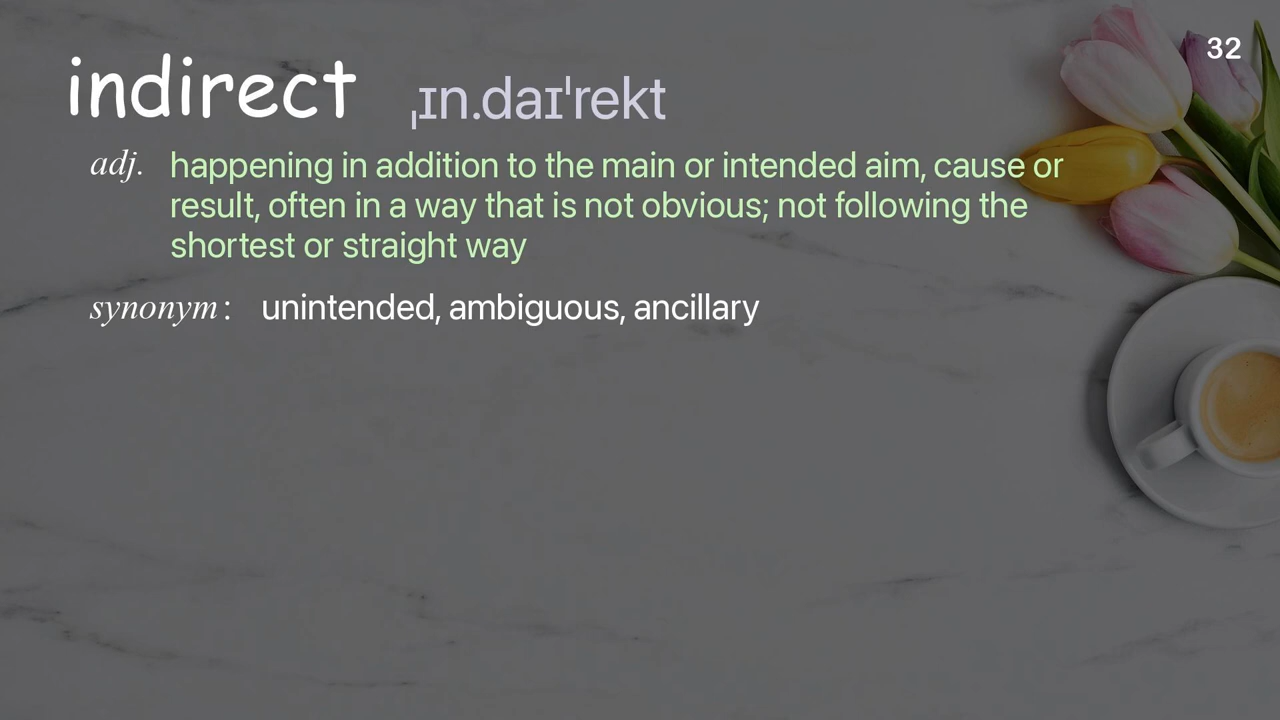 32
indirect ˌɪn.daɪˈrekt
adj. happening in addition to the main or intended aim, cause or
result, often in a way that is not obvious; not following the
shortest or straight way
synonym: unintended, ambiguous, ancillary